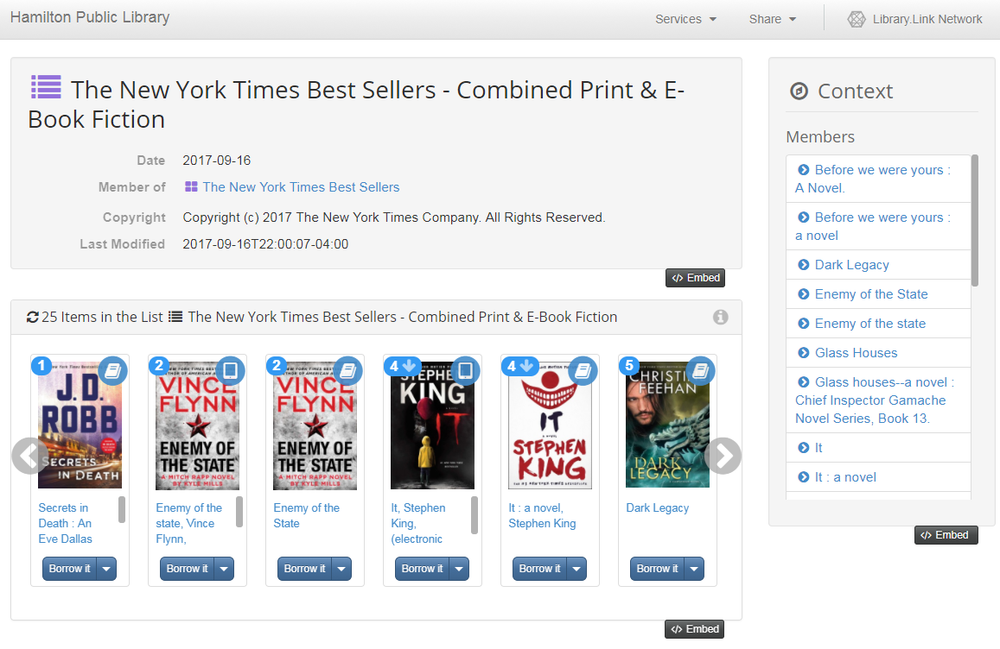 Hamilton Public Library
Services
Share
Library.Link Network
The New York Times Best Sellers - Combined Print & E-
Book Fiction
Date 2017-09-16
Member of The New York Times Best Sellers
Copyright Copyright (c) 2017 The New York Times Company. All Rights Reserved.
Last Modified 2017-09-16T22:00:07-04:00
</> Embed
25 Items in the List The New York Times Best Sellers - Combined Print & E-Book Fiction
1
J.D.
ROBB
SECRETS
IN DEATH
Secrets in
Death : An
Eve Dallas
Borrow it
2
VINCE
FLYNN
ENEMY OF
THE STATE
A MITCH RAPP NOVEL
BY KYLE MILLS
Enemy of the
state, Vince
Flynn,
Borrow it
2
VINCE
FLYNN
ENEMY OF
THE STATE
A MITCH RAPP NOVEL
BY KYLE MILLS
Enemy of the
State
Borrow it
4
STEPHEN
KING
IT
It, Stephen
King,
(electronic
Borrow it
4
IT
STEPHEN
KING
It : a novel,
Stephen King
Borrow it
5
FEEHAN
DARK
LEGACY
Dark Legacy
Borrow it
</> Embed
Context
Members
Before we were yours :
A Novel.
Before we were yours :
a novel
Dark Legacy
Enemy of the State
Enemy of the state
Glass Houses
Glass houses--a novel :
Chief Inspector Gamache
Novel Series, Book 13.
It
It : a novel
</> Embed